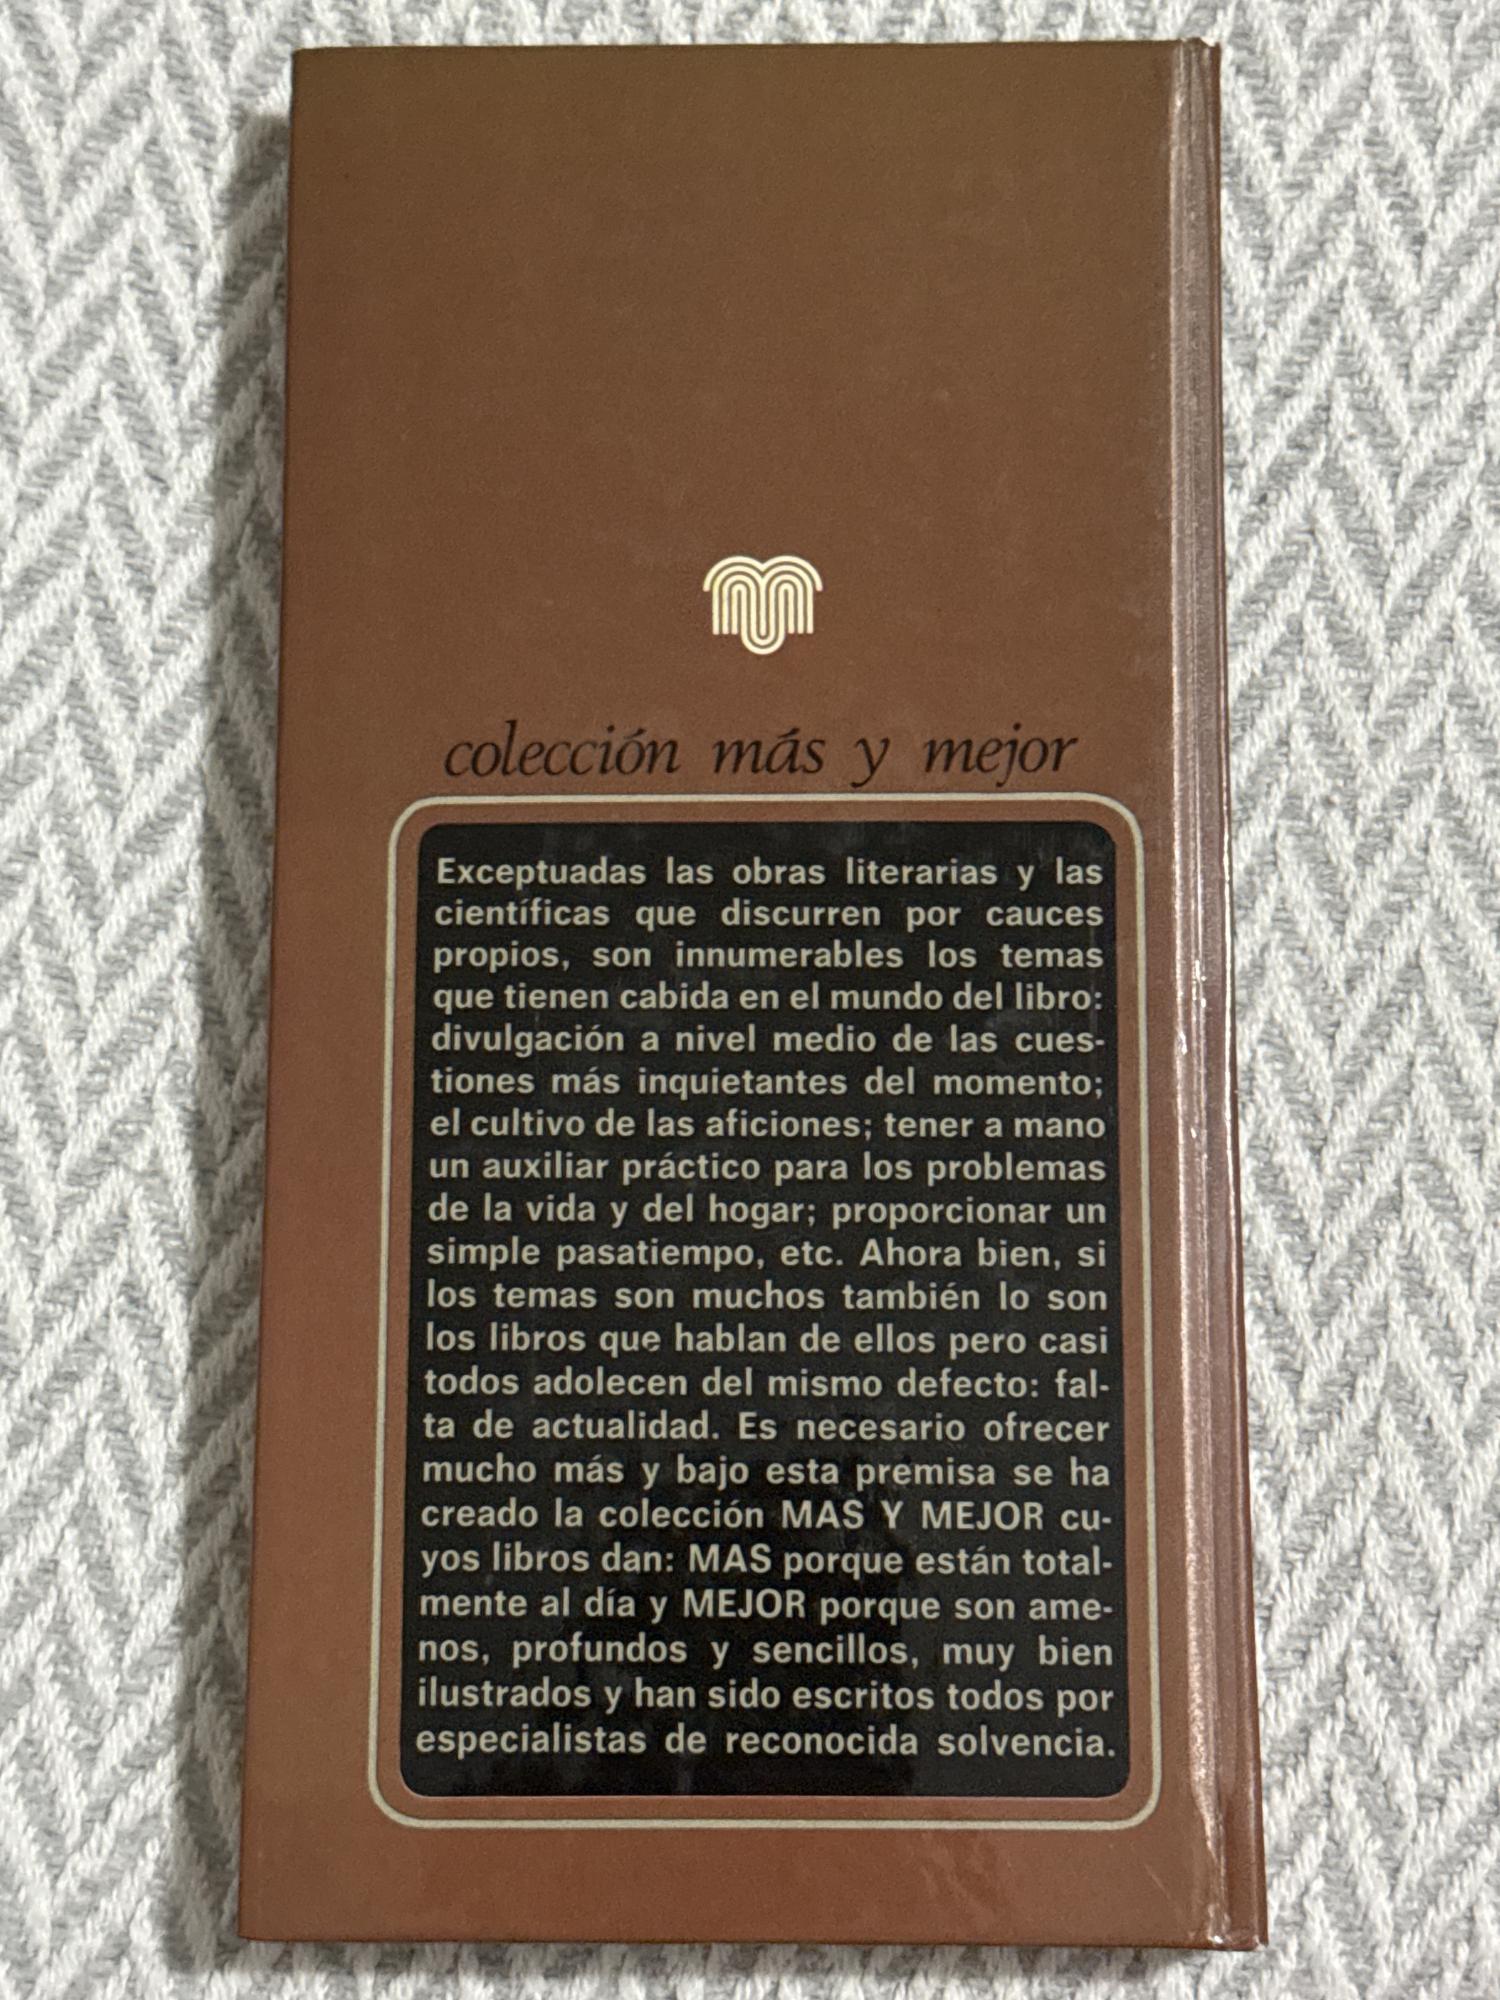 colección más y mejor
Exceptuadas las obras literarias y las
científicas que discurren por cauces
propios, son innumerables los temas
que tienen cabida en el mundo del libro:
divulgación a nivel medio de las cues-
tiones más inquietantes del momento;
el cultivo de las aficiones; tener a mano
un auxiliar práctico para los problemas
de la vida y del hogar; proporcionar un
simple pasatiempo, etc. Ahora bien, si
los temas son muchos también lo son
los libros que hablan de ellos pero casi
todos adolecen del mismo defecto: fal-
ta de actualidad. Es necesario ofrecer
mucho más y bajo esta premisa se ha
creado la colección MAS Y MEJOR cu-
yos libros dan: MAS porque están total-
mente al día y MEJOR porque son ame-
nos, profundos y sencillos, muy bien
ilustrados y han sido escritos todos por
especialistas de reconocida solvencia.